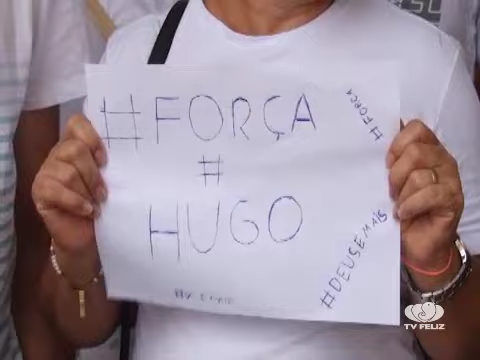 #FORÇA
#
HUGO
#FORÇA
#DEUSEMAIS
TV FELIZ